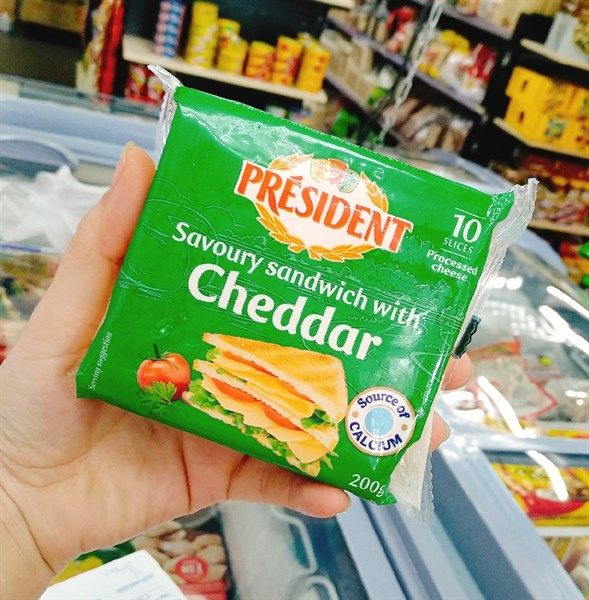 PRÉSIDENT
10
SLICES
Processed
cheese
Savoury sandwich with
Cheddar
Serving suggestion
Source of
CALCIUM
200g